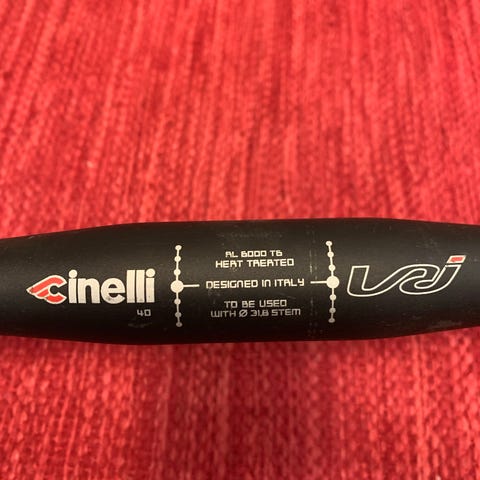 cinelli
40
AL 6000 T6
HEAT TREATED
DESIGNED IN ITALY
TO BE USED
WITH Ø 31,8 STEM
Vai